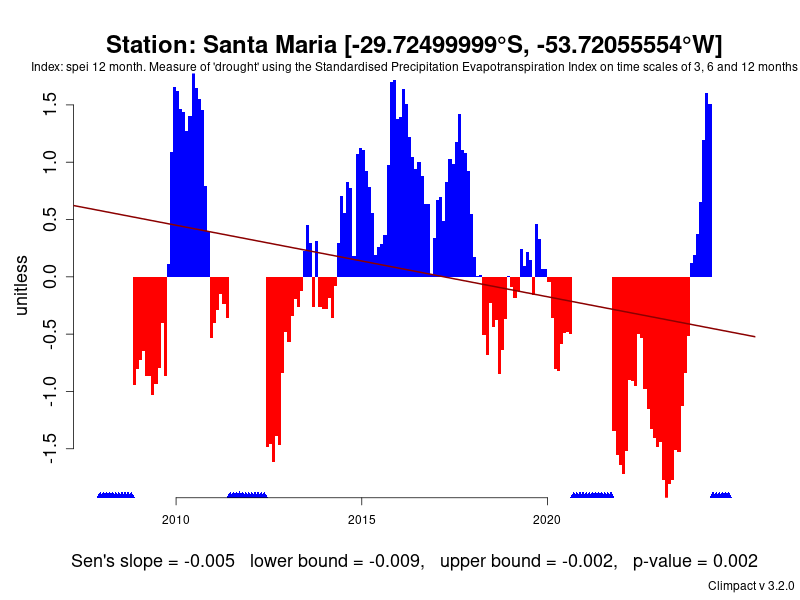 Station: Santa Maria [-29.72499999°S, -53.72055554°W]
Index: spei 12 month. Measure of 'drought' using the Standardised Precipitation Evapotranspiration Index on time scales of 3, 6 and 12 months
1.5
1.0
0.5
0.0
-0.5
-1.0
-1.5
unitless
2010 2015 2020
Sen's slope = -0.005 lower bound = -0.009, upper bound = -0.002, p-value = 0.002
Climpact v 3.2.0